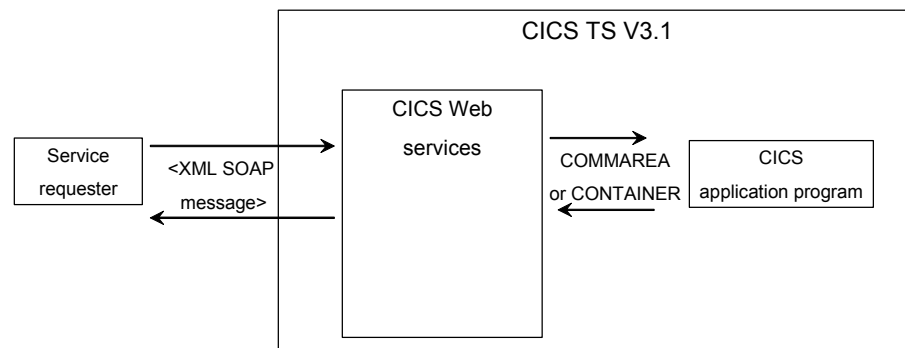 CICS TS V3.1
CICS Web
services
Service
requester
<XML SOAP
message>
COMMAREA
or CONTAINER
CICS
application program